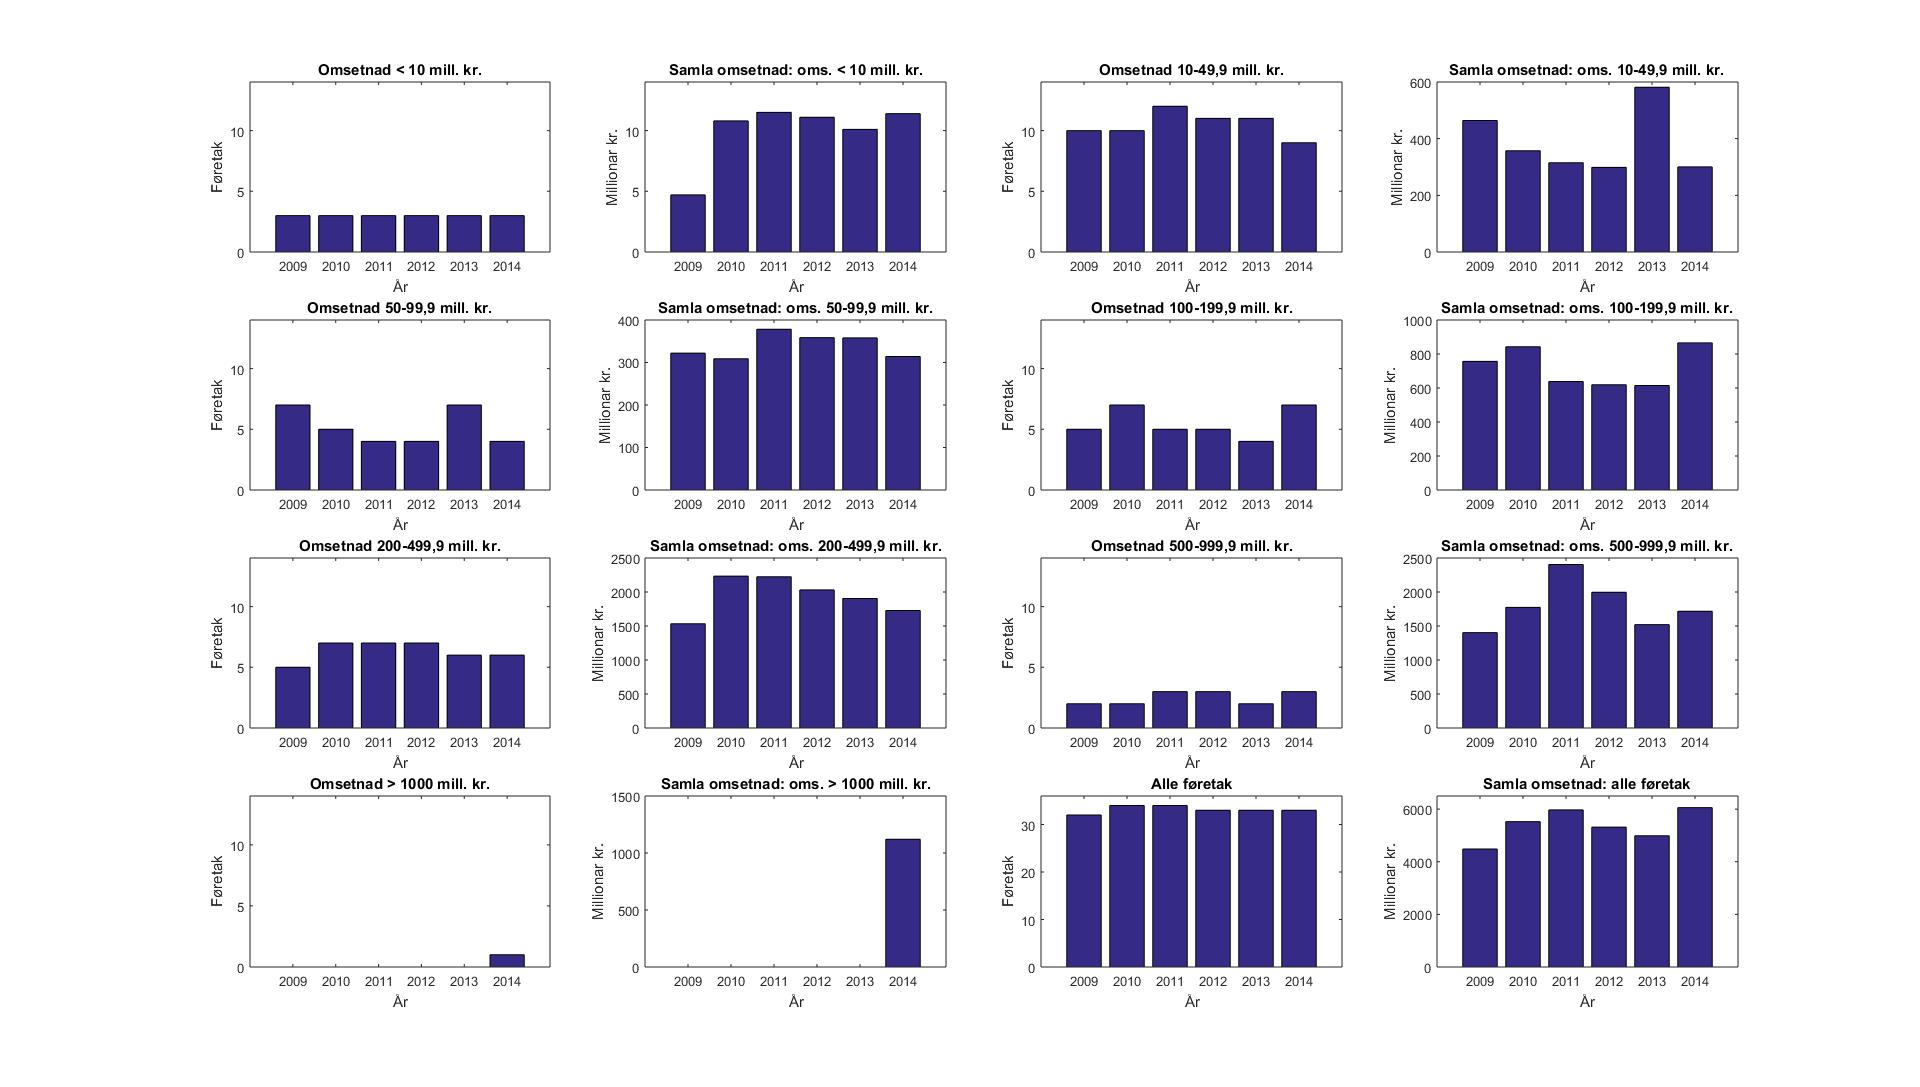 Omsetnad < 10 mill. kr.
Føretak
10
5
0
2009 2010 2011 2012 2013 2014
År
Samla omsetnad: oms. < 10 mill. kr.
Millionar kr.
10
5
0
2009 2010 2011 2012 2013 2014
År
Omsetnad 10-49,9 mill. kr.
Føretak
10
5
0
2009 2010 2011 2012 2013 2014
År
Samla omsetnad: oms. 10-49,9 mill. kr.
Millionar kr.
600
400
200
0
2009 2010 2011 2012 2013 2014
År
Omsetnad 50-99,9 mill. kr.
Føretak
10
5
0
2009 2010 2011 2012 2013 2014
År
Samla omsetnad: oms. 50-99,9 mill. kr.
Millionar kr.
400
300
200
100
0
2009 2010 2011 2012 2013 2014
År
Omsetnad 100-199,9 mill. kr.
Føretak
10
5
0
2009 2010 2011 2012 2013 2014
År
Samla omsetnad: oms. 100-199,9 mill. kr.
Millionar kr.
1000
800
600
400
200
0
2009 2010 2011 2012 2013 2014
År
Omsetnad 200-499,9 mill. kr.
Føretak
10
5
0
2009 2010 2011 2012 2013 2014
År
Samla omsetnad: oms. 200-499,9 mill. kr.
Millionar kr.
2500
2000
1500
1000
500
0
2009 2010 2011 2012 2013 2014
År
Omsetnad 500-999,9 mill. kr.
Føretak
10
5
0
2009 2010 2011 2012 2013 2014
År
Samla omsetnad: oms. 500-999,9 mill. kr.
Millionar kr.
2500
2000
1500
1000
500
0
2009 2010 2011 2012 2013 2014
År
Omsetnad > 1000 mill. kr.
Føretak
10
5
0
2009 2010 2011 2012 2013 2014
År
Samla omsetnad: oms. > 1000 mill. kr.
Millionar kr.
1500
1000
500
0
2009 2010 2011 2012 2013 2014
År
Alle føretak
Føretak
30
20
10
0
2009 2010 2011 2012 2013 2014
År
Samla omsetnad: alle føretak
Millionar kr.
6000
4000
2000
0
2009 2010 2011 2012 2013 2014
År